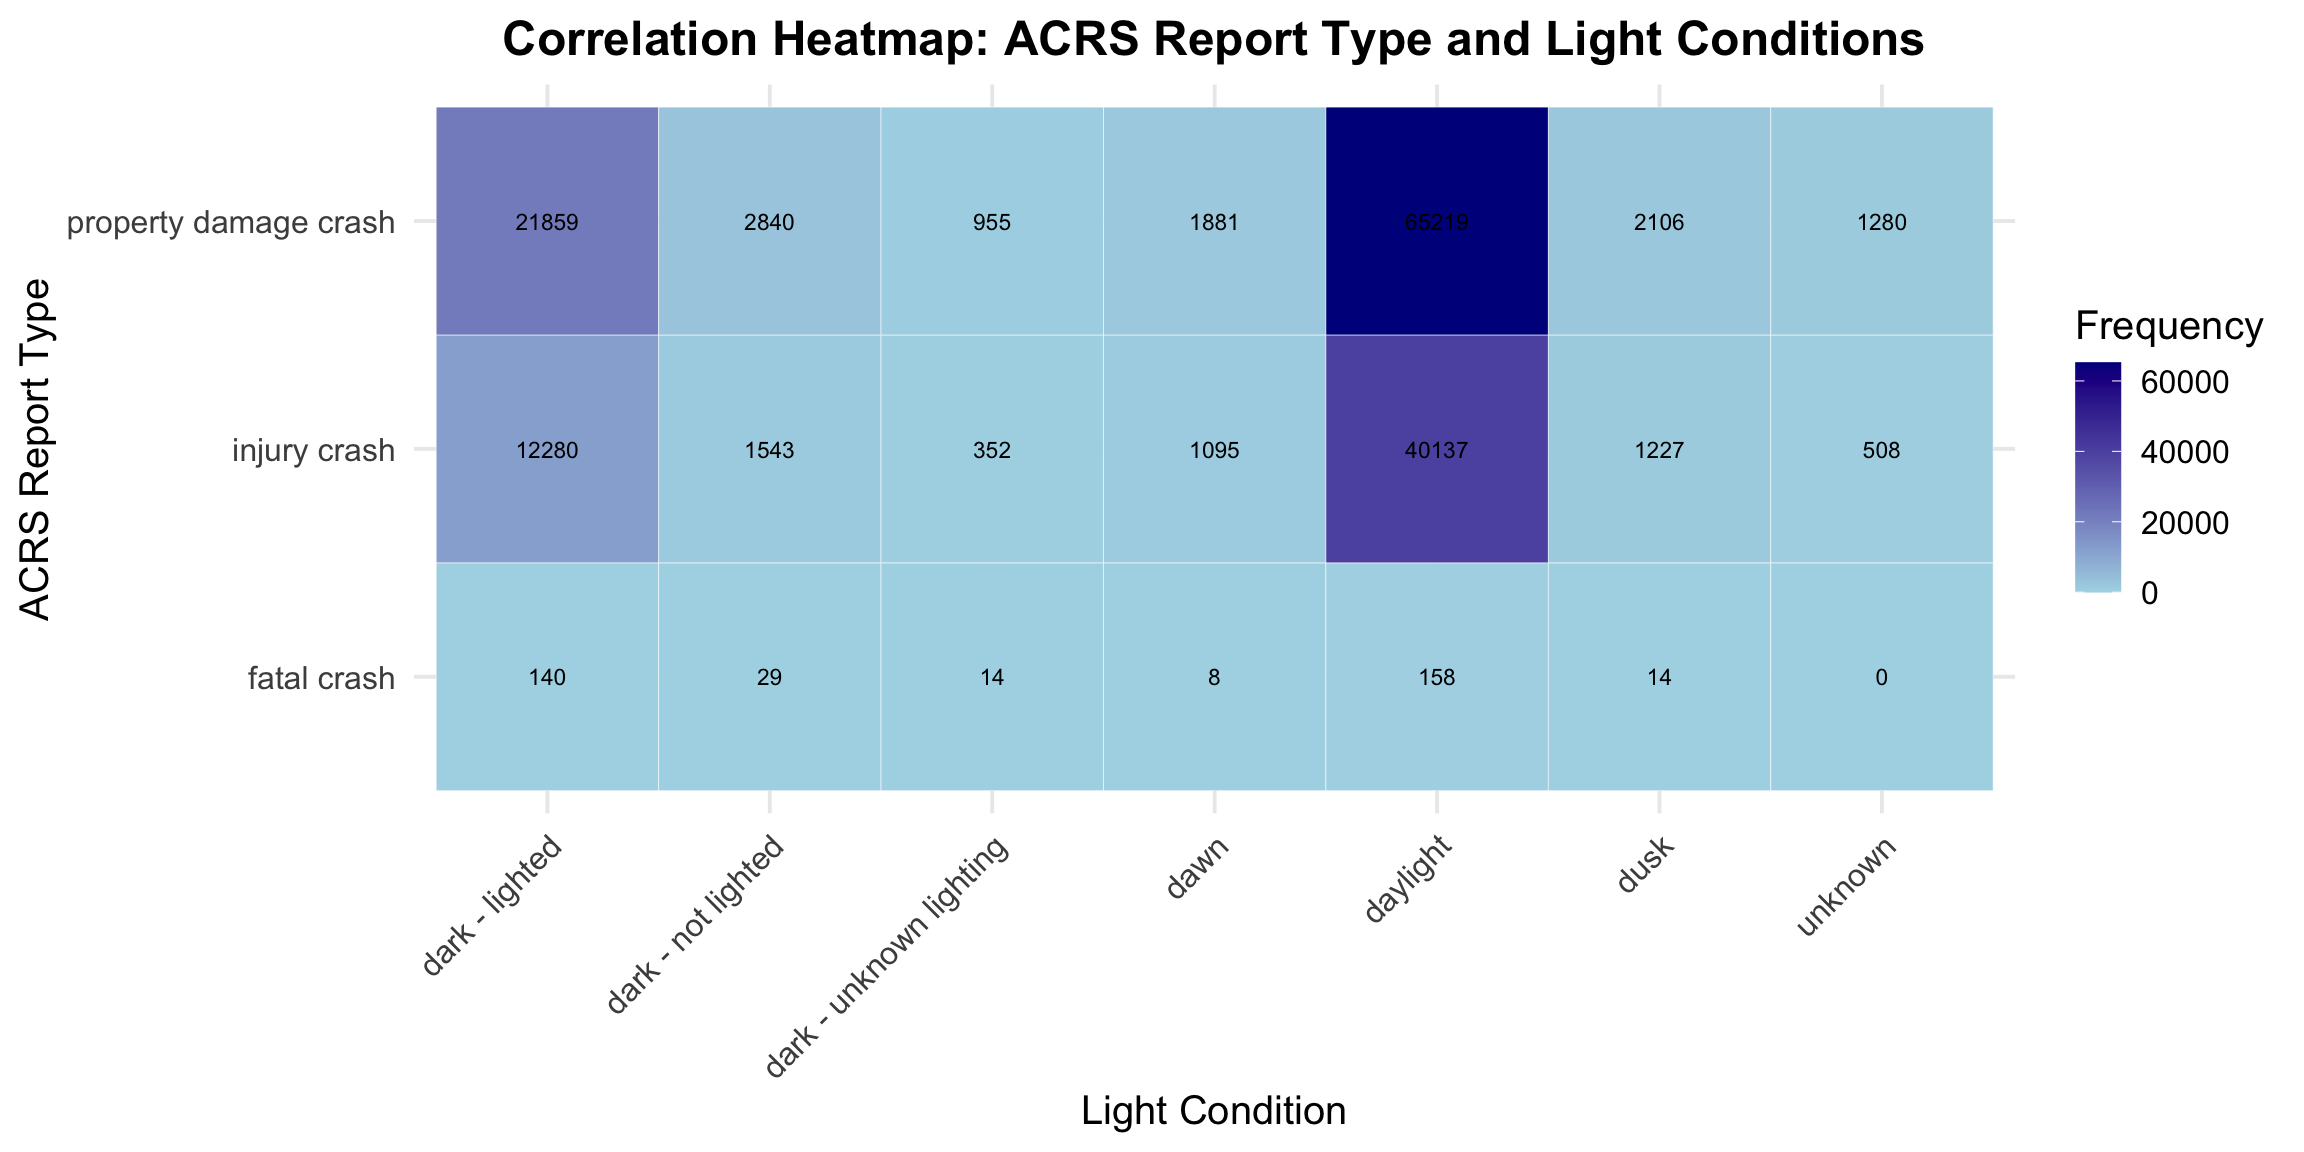 Correlation Heatmap: ACRS Report Type and Light Conditions
ACRS Report Type
property damage crash
21859 2840 955 1881 65219 2106 1280
injury crash
12280 1543 352 1095 40137 1227 508
fatal crash
140 29 14 8 158 14 0
dark - lighted
dark - not lighted
dark - unknown lighting
dawn
daylight
dusk
unknown
Light Condition
Frequency
60000
40000
20000
0